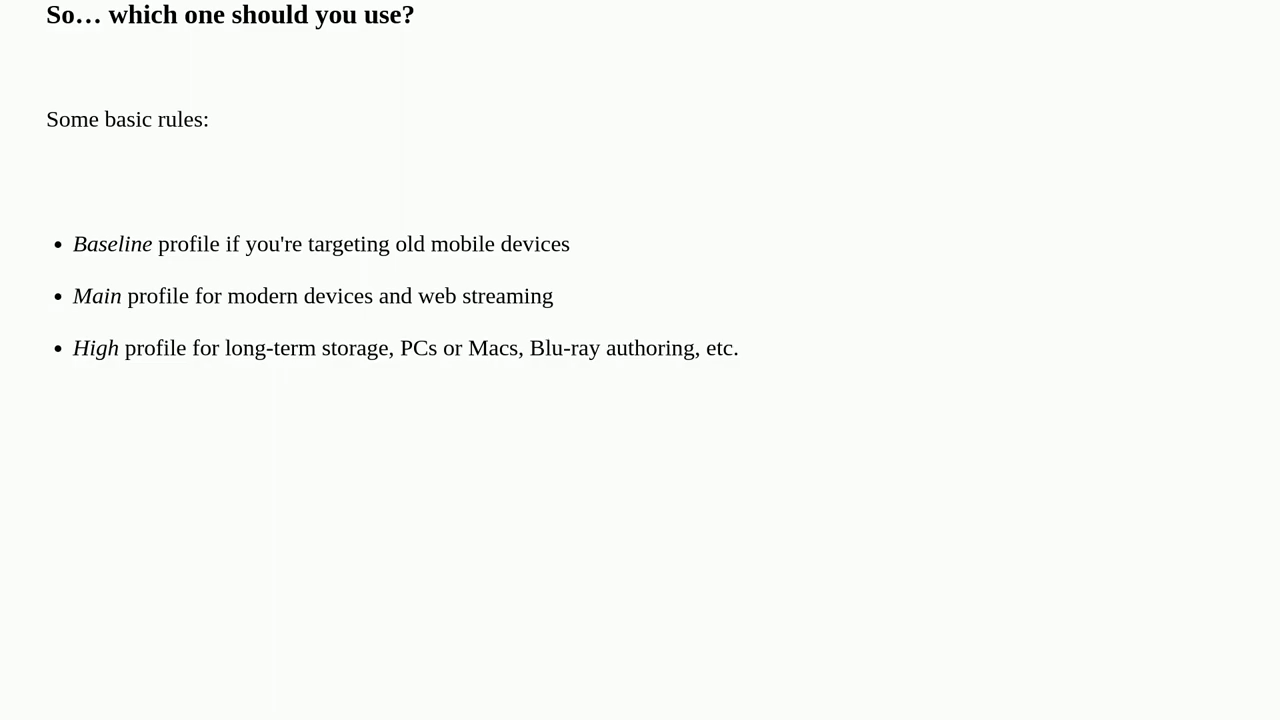 So… which one should you use?
Some basic rules:
• Baseline profile if you're targeting old mobile devices
• Main profile for modern devices and web streaming
• High profile for long-term storage, PCs or Macs, Blu-ray authoring, etc.